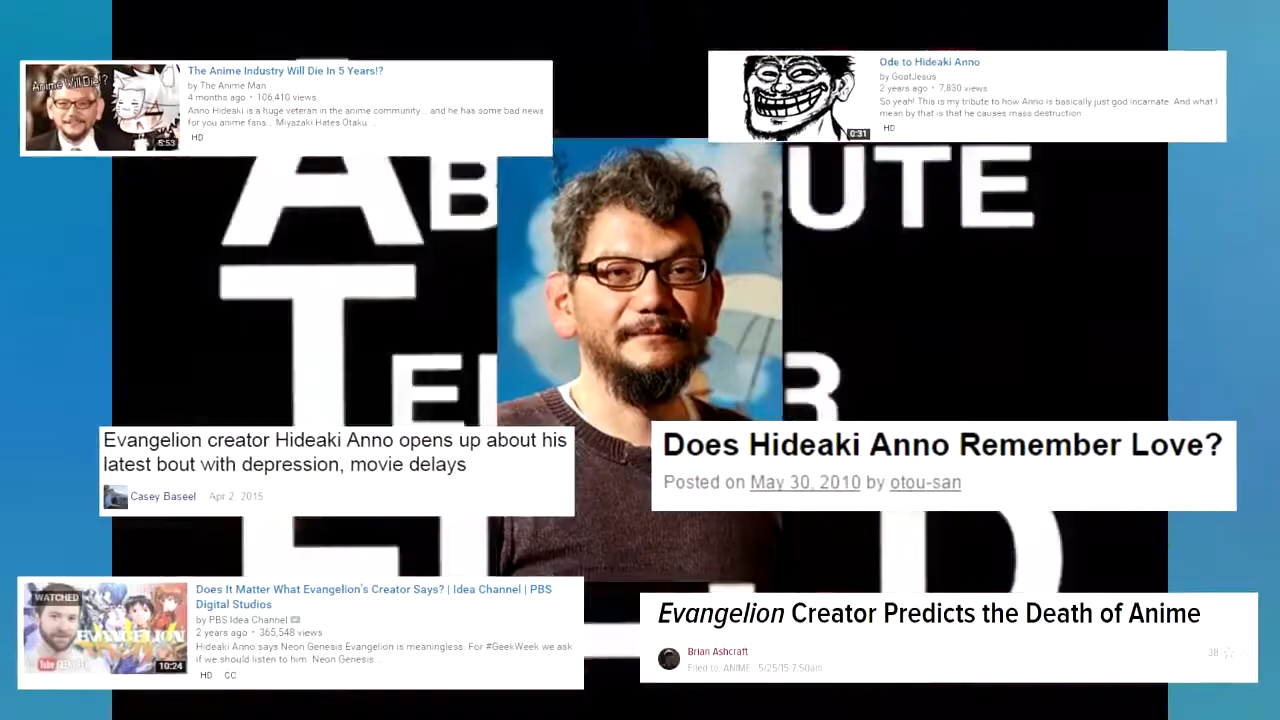 Anime Will Die!?
5:53
The Anime Industry Will Die In 5 Years!?
by The Anime Man
4 months ago • 106,410 views
Anno Hideaki is a huge veteran in the anime community ... and he has some bad news
for you anime fans... Miyazaki Hates Otaku ...
HD
0:31
Ode to Hideaki Anno
by GoatJesus
2 years ago • 7,830 views
So yeah! This is my tribute to how Anno is basically just god incarnate. And what I
mean by that is that he causes mass destruction ...
HD
AB UTE
TE
Evangelion creator Hideaki Anno opens up about his
latest bout with depression, movie delays
Casey Baseel Apr 2, 2015
Does Hideaki Anno Remember Love?
Posted on May 30, 2010 by otou-san
D
WATCHED
EVANGELION
You Tube
10:24
Does It Matter What Evangelion's Creator Says? | Idea Channel | PBS
Digital Studios
by PBS Idea Channel
2 years ago • 365,548 views
Hideaki Anno says Neon Genesis Evangelion is meaningless. For #GeekWeek we ask
if we should listen to him. Neon Genesis ...
HD CC
Evangelion Creator Predicts the Death of Anime
Brian Ashcraft
Filed to: ANIME 5/25/15 7:50am
38